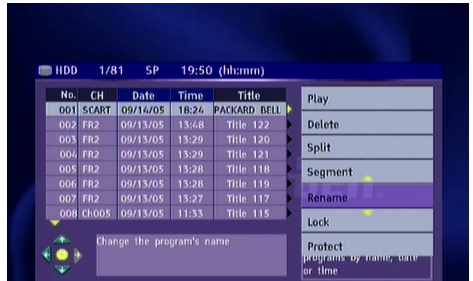 HDD 1/81 SP 19:50 (hh:mm)
No. CH Date Time Title
001 SCART 09/14/05 18:24 PACKARD BELL
002 FR2 09/13/05 13:48 Title 122
003 FR2 09/13/05 13:29 Title 120
004 FR2 09/13/05 13:29 Title 121
005 FR2 09/13/05 13:28 Title 118
006 FR2 09/13/05 13:28 Title 119
007 FR2 09/13/05 13:27 Title 117
008 Ch005 09/13/05 11:33 Title 115
Play
Delete
Split
Segment
Rename
Lock
Protect
Change the program's name
programs by name, date
or time